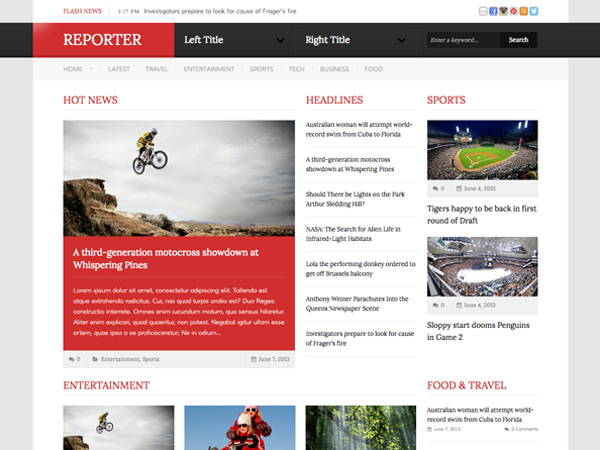 FLASH NEWS 3:17 PM Investigators prepare to look for cause of Frager's fire
REPORTER
Left Title
Right Title
Enter a keyword...
Search
HOME LATEST TRAVEL ENTERTAINMENT SPORTS TECH BUSINESS FOOD
HOT NEWS
A third-generation motocross showdown at
Whispering Pines
Lorem ipsum dolor sit amet, consectetur adipiscing elit. Tollenda est
atque extrahenda radicitus. Cur, nisi quod turpis oratio est? Duo Reges:
constructio interrete. Omnes enim iucundum motum, quo sensus hilaretur.
Aliter enim explicari, quod quaeritur, non potest. Negabat igitur ullam esse
artem, quae ipsa a se proficisceretur; Ne in odium...
0 Entertainment, Sports June 7, 2013
HEADLINES
Australian woman will attempt world-
record swim from Cuba to Florida
A third-generation motocross
showdown at Whispering Pines
Should There be Lights on the Park
Arthur Sledding Hill?
NASA: The Search for Alien Life in
Infrared-Light Habitats
Lola the performing donkey ordered to
get off Brussels balcony
Anthony Weiner Parachutes Into the
Queens Newspaper Scene
Investigators prepare to look for cause
of Frager's fire
SPORTS
0 June 4, 2013
Tigers happy to be back in first
round of Draft
0 June 4, 2013
Sloppy start dooms Penguins
in Game 2
ENTERTAINMENT
FOOD & TRAVEL
Australian woman will attempt world-
record swim from Cuba to Florida
June 7, 2013 0 Comments